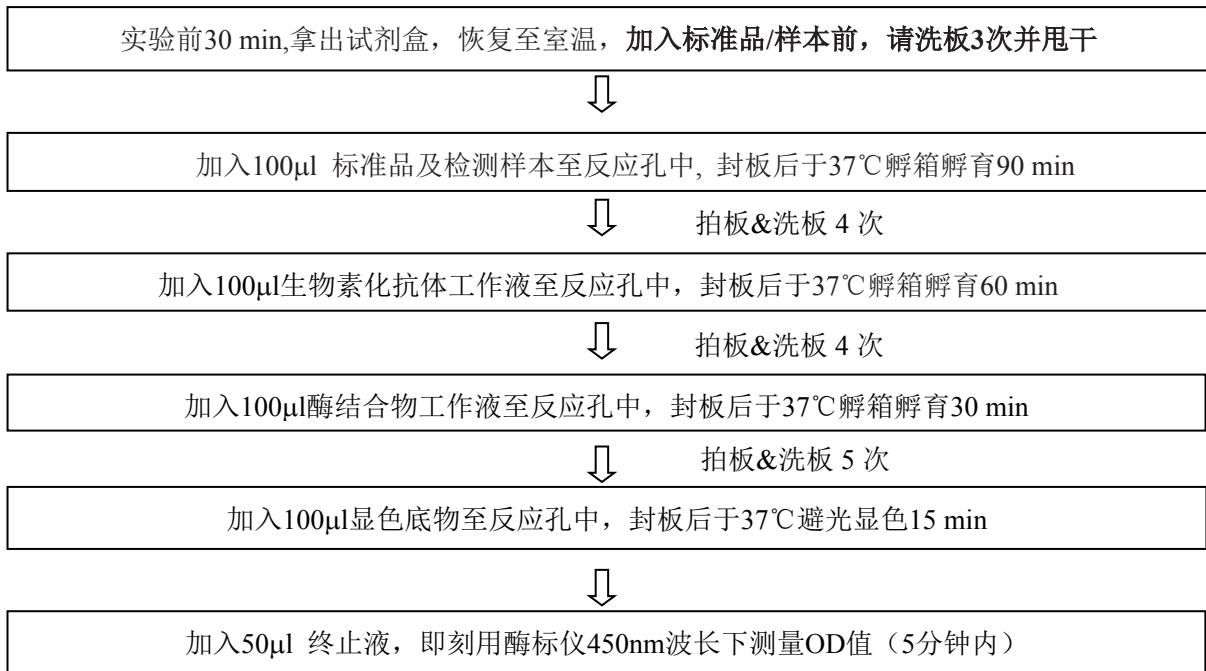 实验前30 min,拿出试剂盒，恢复至室温，加入标准品/样本前，请洗板3次并甩干
加入100μl 标准品及检测样本至反应孔中, 封板后于37℃孵箱孵育90 min
拍板&洗板 4 次
加入100μl生物素化抗体工作液至反应孔中，封板后于37℃孵箱孵育60 min
拍板&洗板 4 次
加入100μl酶结合物工作液至反应孔中，封板后于37℃孵箱孵育30 min
拍板&洗板 5 次
加入100μl显色底物至反应孔中，封板后于37℃避光显色15 min
加入50μl 终止液，即刻用酶标仪450nm波长下测量OD值（5分钟内）